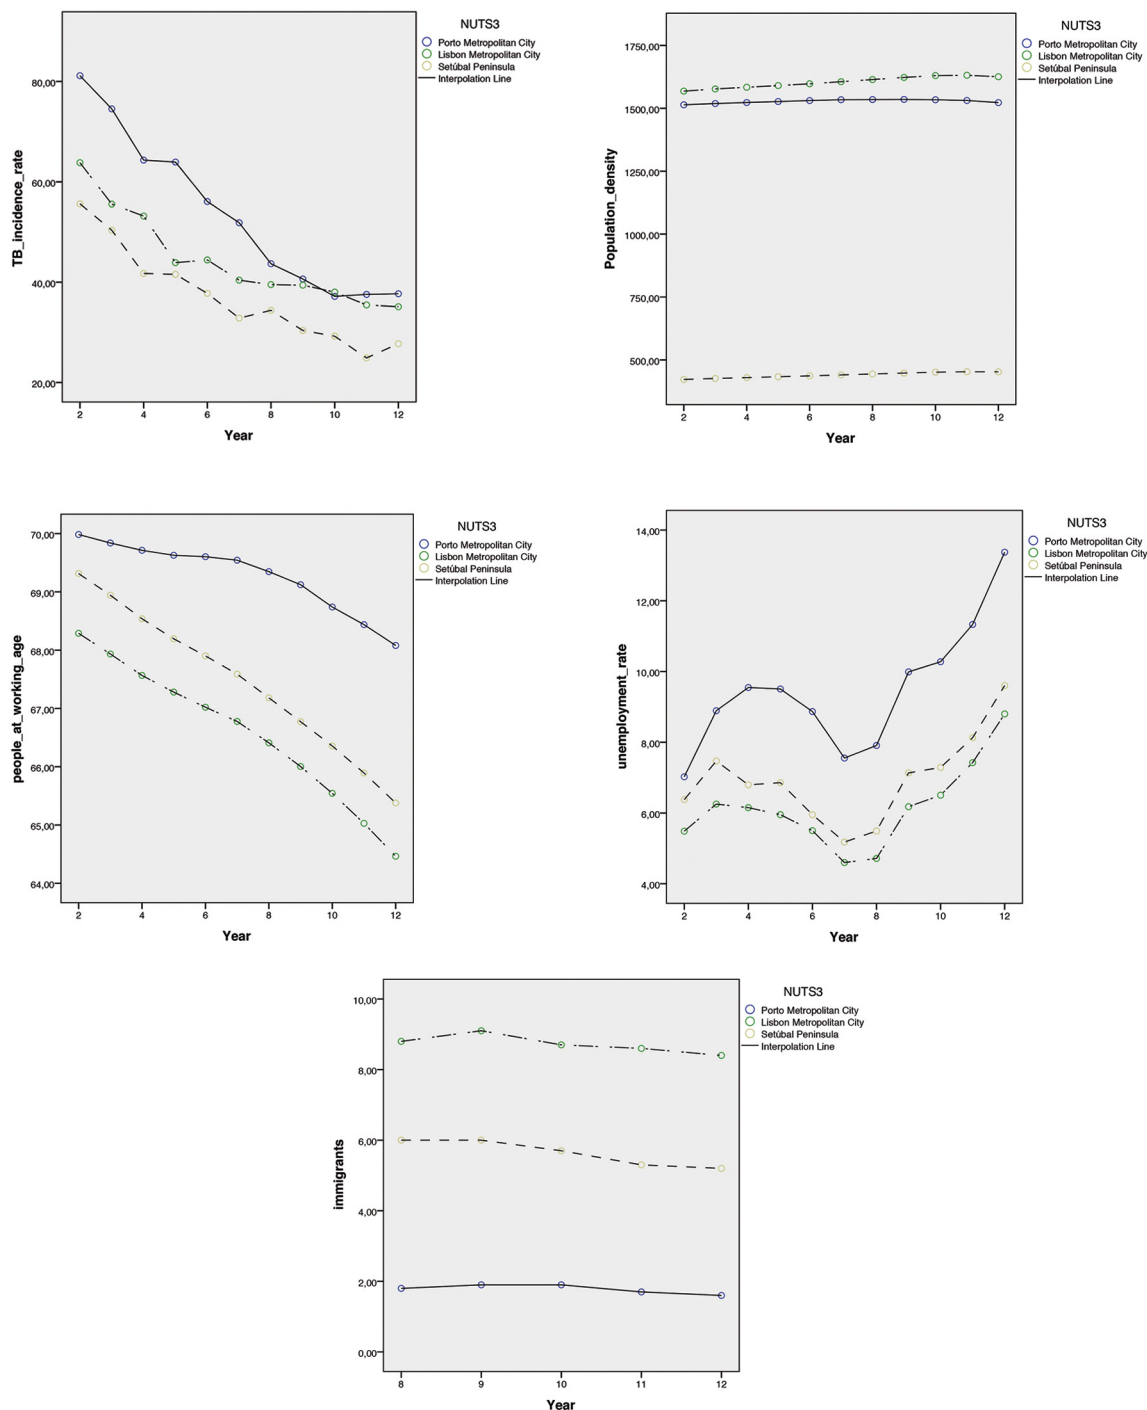 NUTS3
Porto Metropolitan City
Lisbon Metropolitan City
Setúbal Peninsula
Interpolation Line
TB_incidence_rate
80,00
60,00
40,00
20,00
2 4 6 8 10 12
Year
NUTS3
Porto Metropolitan City
Lisbon Metropolitan City
Setúbal Peninsula
Interpolation Line
Population_density
1750,00
1500,00
1250,00
1000,00
750,00
500,00
2 4 6 8 10 12
Year
NUTS3
Porto Metropolitan City
Lisbon Metropolitan City
Setúbal Peninsula
Interpolation Line
people_at_working_age
70,00
69,00
68,00
67,00
66,00
65,00
64,00
2 4 6 8 10 12
Year
NUTS3
Porto Metropolitan City
Lisbon Metropolitan City
Setúbal Peninsula
Interpolation Line
unemployment_rate
14,00
12,00
10,00
8,00
6,00
4,00
2 4 6 8 10 12
Year
NUTS3
Porto Metropolitan City
Lisbon Metropolitan City
Setúbal Peninsula
Interpolation Line
immigrants
10,00
8,00
6,00
4,00
2,00
0,00
8 9 10 11 12
Year